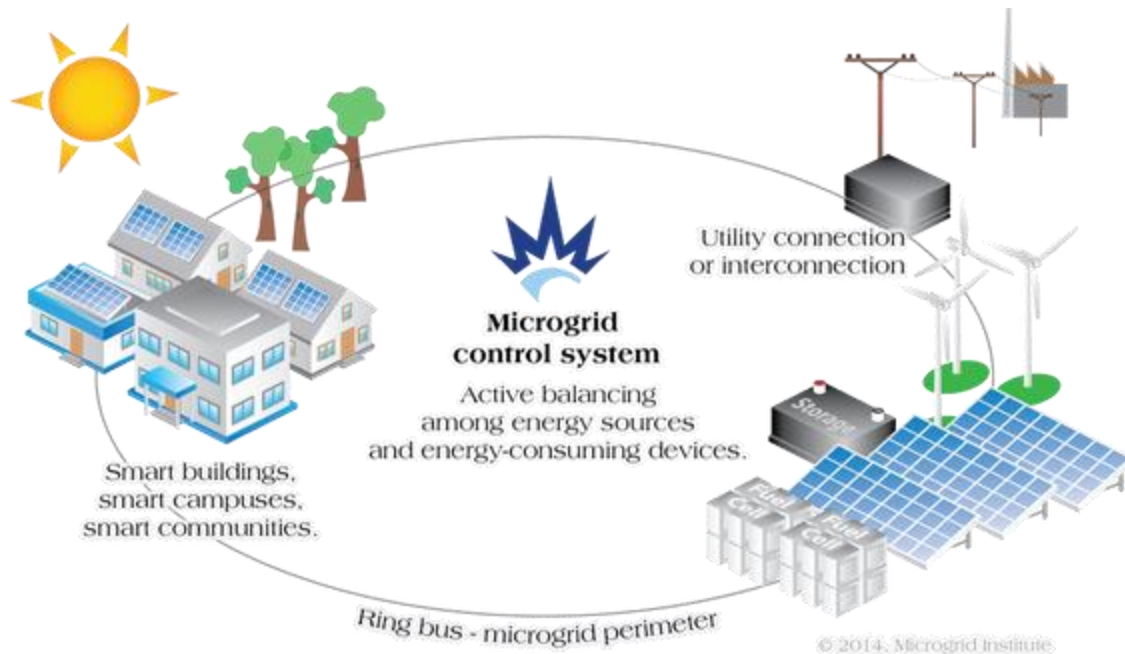 Utility connection
or interconnection
Microgrid
control system
Active balancing
among energy sources
and energy-consuming devices.
Storage
Smart buildings,
smart campuses,
smart communities.
Fuel
Cell
Fuel
Cell
Ring bus - microgrid perimeter
© 2014, Microgrid Institute